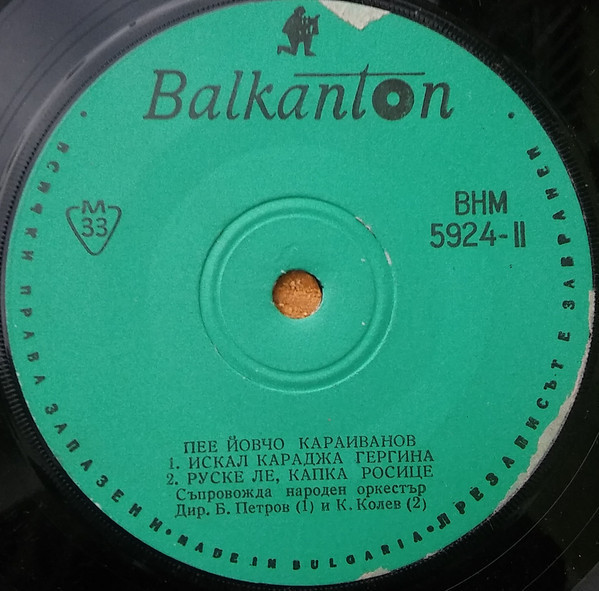 Balkanton
М
33
ВНМ
5924-II
ПЕЕ ЙОВЧО КАРАИВАНОВ
1. ИСКАЛ КАРАДЖА ГЕРГИНА
2. РУСКЕ ЛЕ, КАПКА РОСИЦЕ
Съпровожда народен оркестър
Дир. Б. Петров (1) и К. Колев (2)
• ВСИЧКИ ПРАВА ЗАПАЗЕНИ • MADE IN BULGARIA • ПРЕЗАПИСЪТ Е ЗАБРАНЕН •